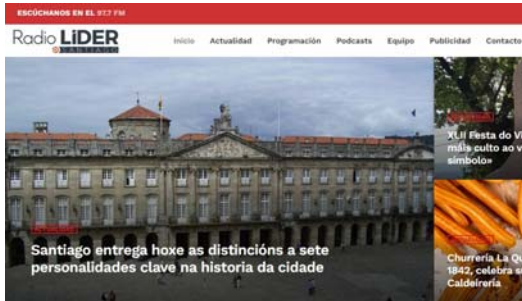 ESCÚCHANOS EN EL 97.7 FM
Radio LiDER
SANTIAGO
Inicio Actualidad Programación Podcasts Equipo Publicidad Contacto
XLII Festa do
máis culto ao
símbolo»
Santiago entrega hoxe as distincións a sete
personalidades clave na historia da cidade
Churrería La
1842, celebra
Caldeirería